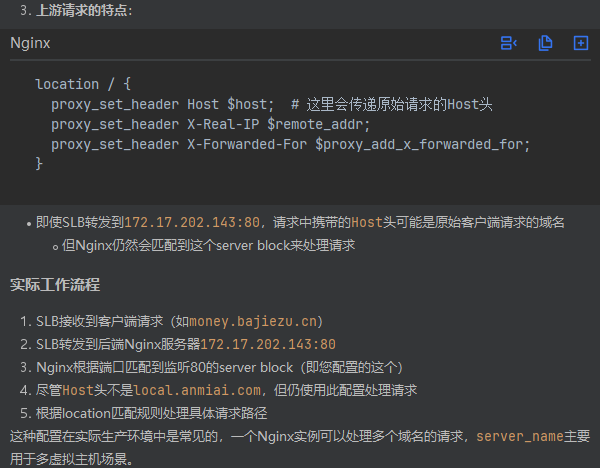 3. 上游请求的特点：
Nginx
location / {
proxy_set_header Host $host;  # 这里会传递原始请求的Host头
proxy_set_header X-Real-IP $remote_addr;
proxy_set_header X-Forwarded-For $proxy_add_x_forwarded_for;
}
• 即使SLB转发到172.17.202.143:80，请求中携带的Host头可能是原始客户端请求的域名
○ 但Nginx仍然会匹配到这个server block来处理请求
实际工作流程
1. SLB接收到客户端请求（如money.bajiezu.cn）
2. SLB转发到后端Nginx服务器172.17.202.143:80
3. Nginx根据端口匹配到监听80的server block（即您配置的这个）
4. 尽管Host头不是local.anmiai.com，但仍使用此配置处理请求
5. 根据location匹配规则处理具体请求路径
这种配置在实际生产环境中是常见的，一个Nginx实例可以处理多个域名的请求，server_name主要
用于多虚拟主机场景。